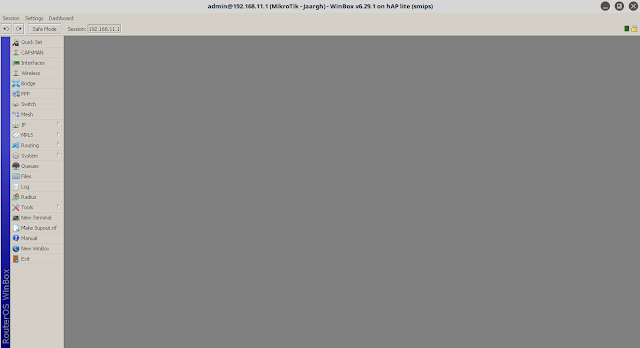 admin@192.168.11.1 (MikroTik - Jaargh) - WinBox v6.29.1 on hAP lite (smips)
Session Settings Dashboard
Safe Mode Session: 192.168.11.1
Quick Set
CAPsMAN
Interfaces
Wireless
Bridge
PPP
Switch
Mesh
IP
MPLS
Routing
System
Queues
Files
Log
Radius
Tools
New Terminal
Make Supout.rif
Manual
New WinBox
Exit
RouterOS WinBox